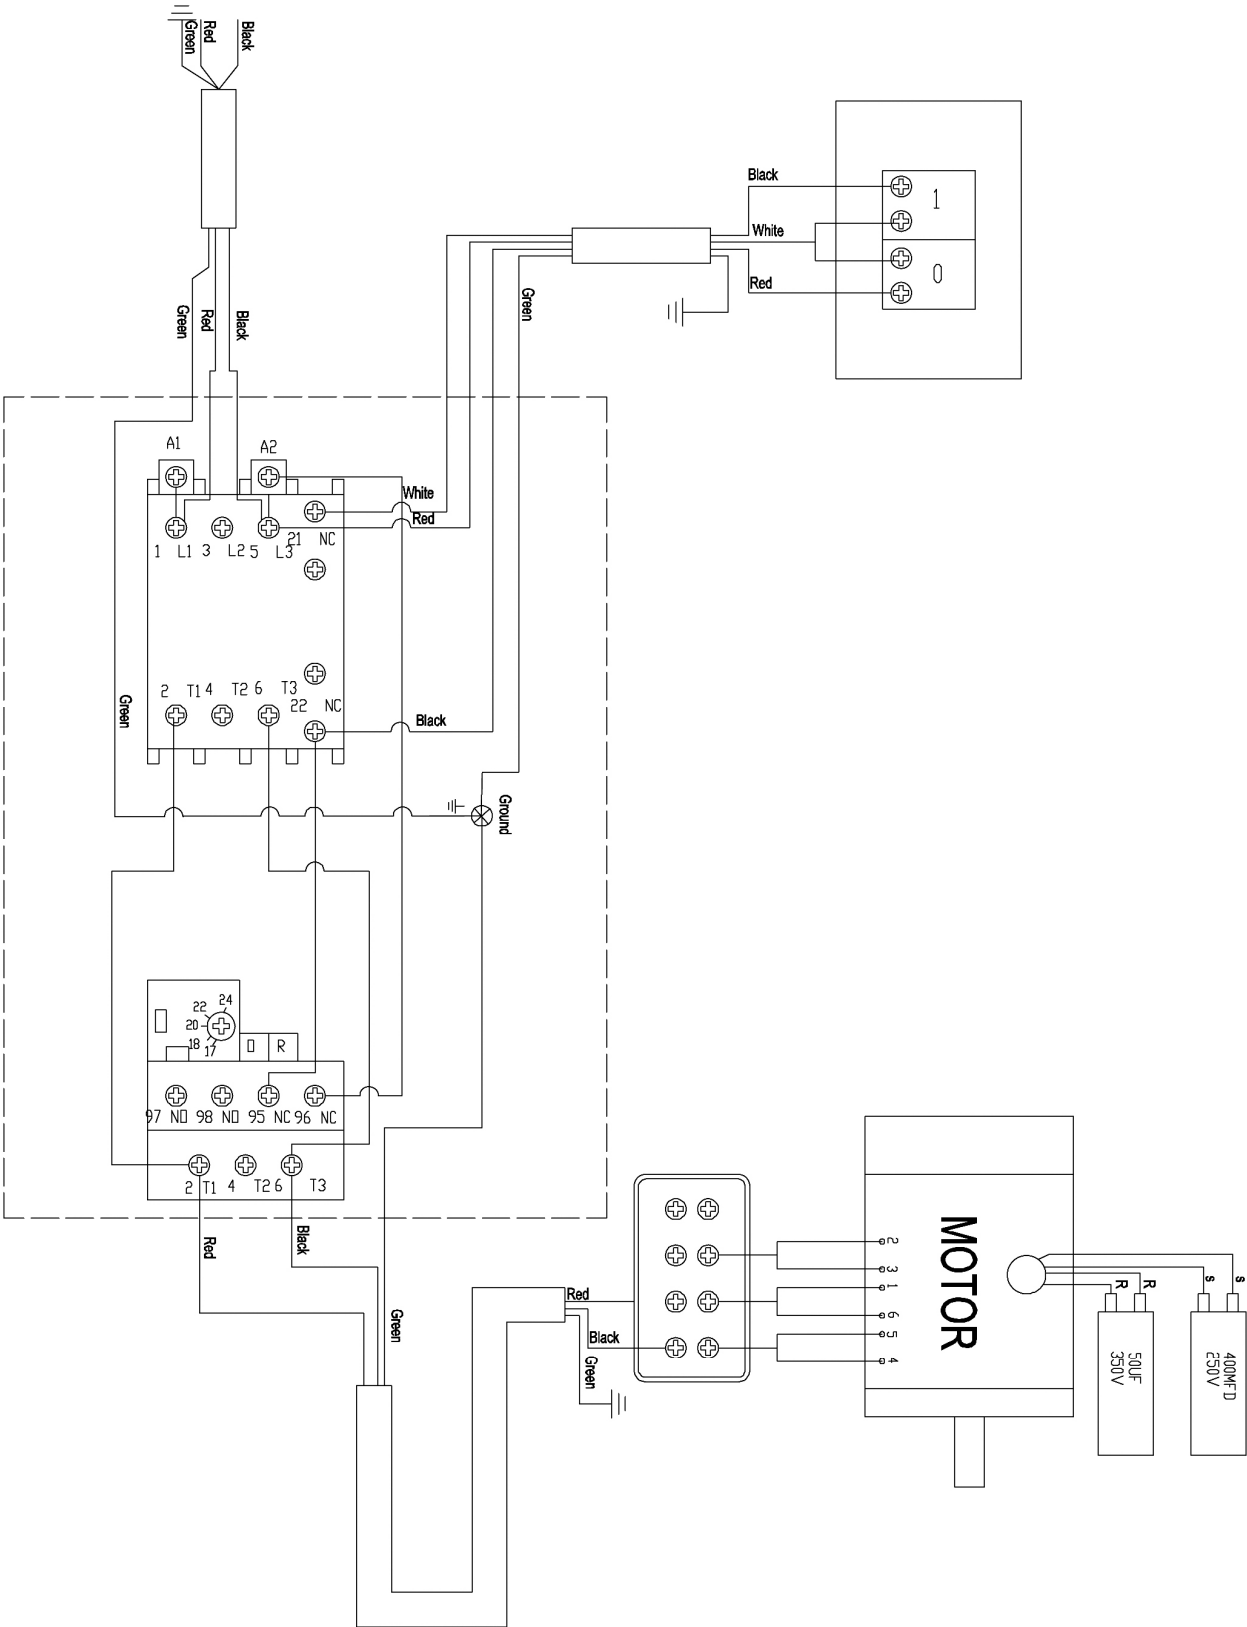 Green
Red
Black
Black
White
Red
1
0
Green
Green
Red
Black
A1
A2
White
Red
1 L1 3 L2 5 L3 21 NC
2 T1 4 T2 6 T3
22 NC
Black
Green
Ground
22 24
20
18 17
O R
97 NO 98 NO 95 NC 96 NC
2 T1 4 T2 6 T3
Red
Black
Green
Red
Black
Green
2
3
1
6
5
4
MOTOR
s
s
R
R
50UF
350V
400MFD
250V